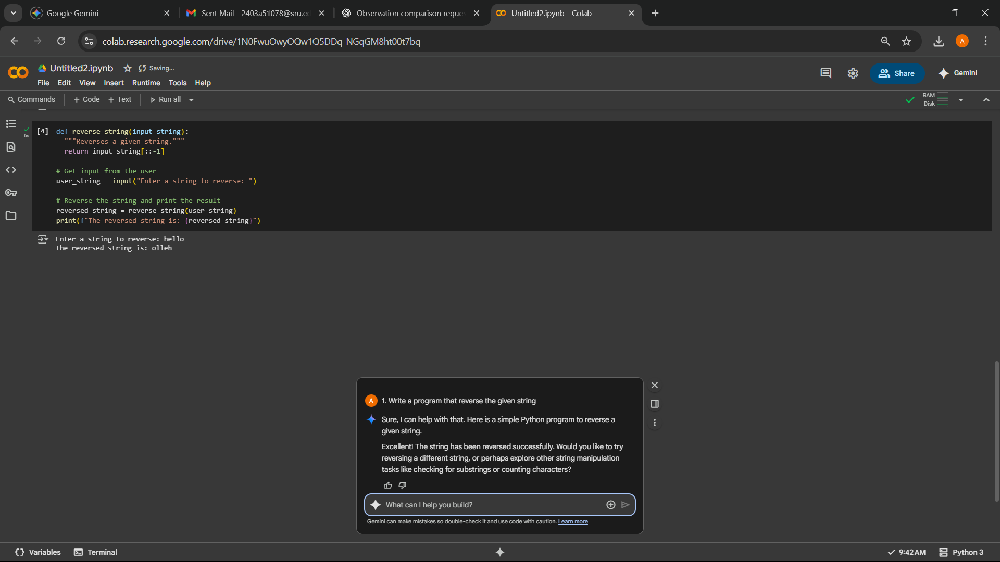 Google Gemini
Sent Mail - 2403a51078@sru.ec
Observation comparison reques
Untitled2.ipynb - Colab
colab.research.google.com/drive/1N0FwuOwyOQw1Q5DDq-NGqGM8ht00t7bq
A
Untitled2.ipynb
Saving...
Share
Gemini
File Edit View Insert Runtime Tools Help
Commands + Code + Text Run all
RAM
Disk
6s
[4] def reverse_string(input_string):
"""Reverses a given string."""
return input_string[::-1]
# Get input from the user
user_string = input("Enter a string to reverse: ")
# Reverse the string and print the result
reversed_string = reverse_string(user_string)
print(f"The reversed string is: {reversed_string}")
Enter a string to reverse: hello
The reversed string is: olleh
A 1. Write a program that reverse the given string
Sure, I can help with that. Here is a simple Python program to reverse a
given string.
Excellent! The string has been reversed successfully. Would you like to try
reversing a different string, or perhaps explore other string manipulation
tasks like checking for substrings or counting characters?
What can I help you build?
Gemini can make mistakes so double-check it and use code with caution. Learn more
Variables Terminal
9:42 AM Python 3